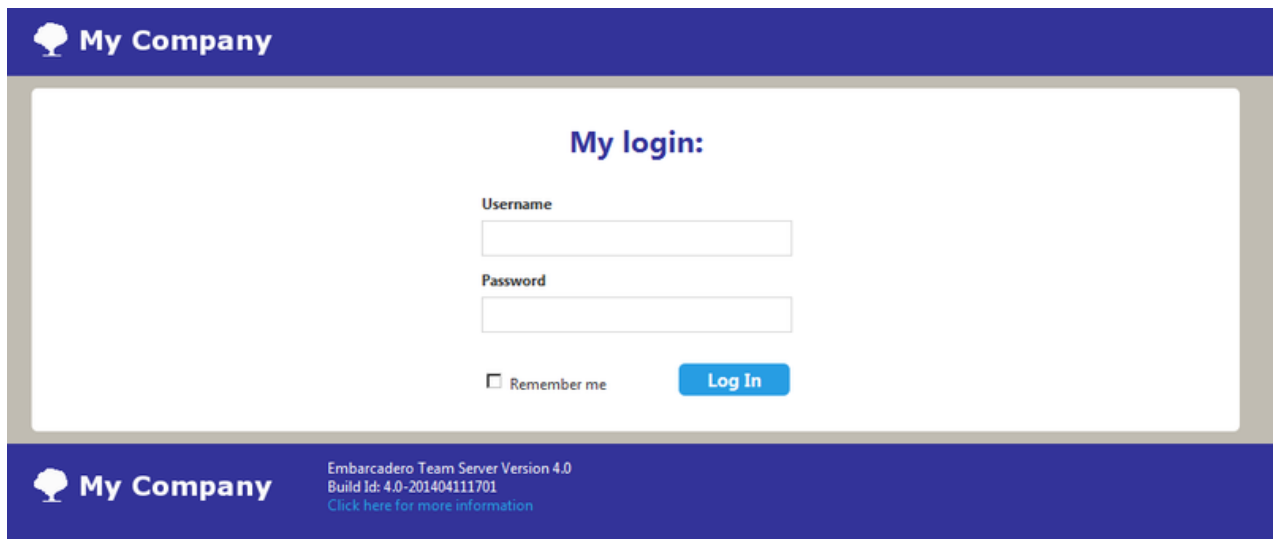 My Company
My login:
Username
Password
Remember me
Log In
My Company
Embarcadero Team Server Version 4.0
Build Id: 4.0-201404111701
Click here for more information